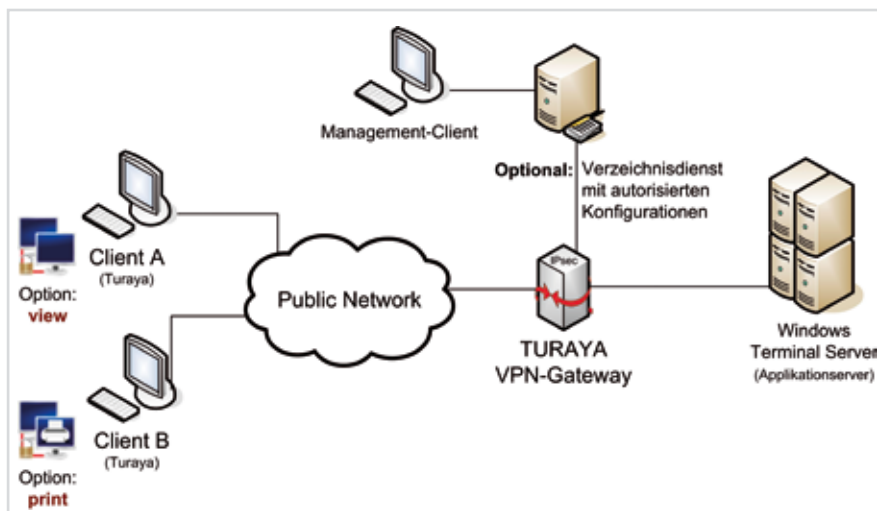 Management-Client
Optional: Verzeichnisdienst
mit autorisierten
Konfigurationen
Client A
(Turaya)
Option:
view
Public Network
IPsec
TURAYA
VPN-Gateway
Windows
Terminal Server
(Applikationserver)
Client B
(Turaya)
Option:
print